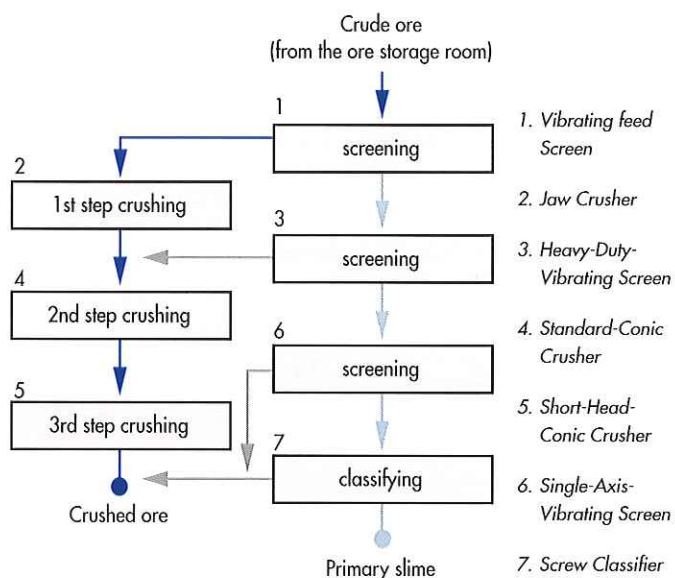 Crude ore
(from the ore storage room)
1
screening
2
1st step crushing
3
screening
4
2nd step crushing
6
screening
5
3rd step crushing
7
classifying
Crushed ore
Primary slime
1. Vibrating feed
Screen
2. Jaw Crusher
3. Heavy-Duty-
Vibrating Screen
4. Standard-Conic
Crusher
5. Short-Head-
Conic Crusher
6. Single-Axis-
Vibrating Screen
7. Screw Classifier